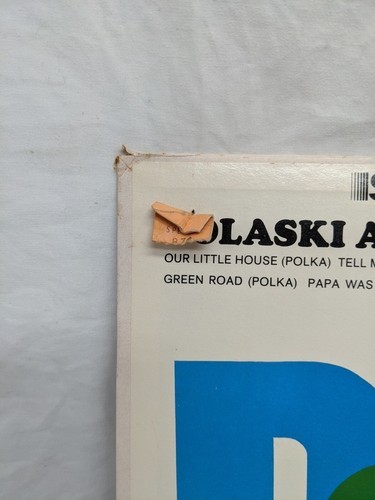 S
OLASKI A
OUR LITTLE HOUSE (POLKA) TELL M
GREEN ROAD (POLKA) PAPA WAS